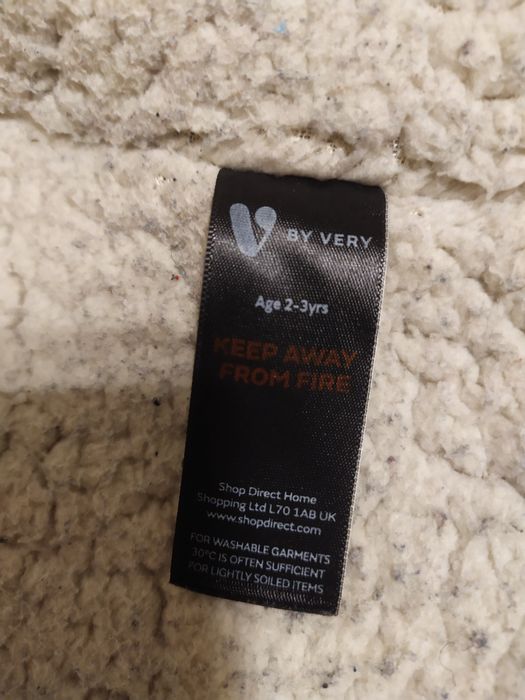 V BY VERY
Age 2-3yrs
KEEP AWAY
FROM FIRE
Shop Direct Home
Shopping Ltd L70 1AB UK
www.shopdirect.com
FOR WASHABLE GARMENTS
30°C IS OFTEN SUFFICIENT
FOR LIGHTLY SOILED ITEMS